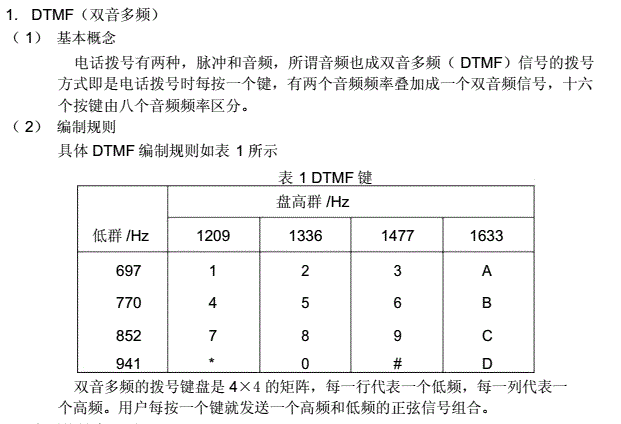 1. DTMF（双音多频）
（1） 基本概念
电话拨号有两种，脉冲和音频，所谓音频也成双音多频（ DTMF）信号的拨号
方式即是电话拨号时每按一个键，有两个音频频率叠加成一个双音频信号，十六
个按键由八个音频频率区分。
（2） 编制规则
具体 DTMF 编制规则如表 1 所示
表 1 DTMF 键
盘高群 /Hz
低群 /Hz 1209 1336 1477 1633
697 1 2 3 A
770 4 5 6 B
852 7 8 9 C
941 * 0 # D
双音多频的拨号键盘是 4×4 的矩阵，每一行代表一个低频，每一列代表一
个高频。用户每按一个键就发送一个高频和低频的正弦信号组合。